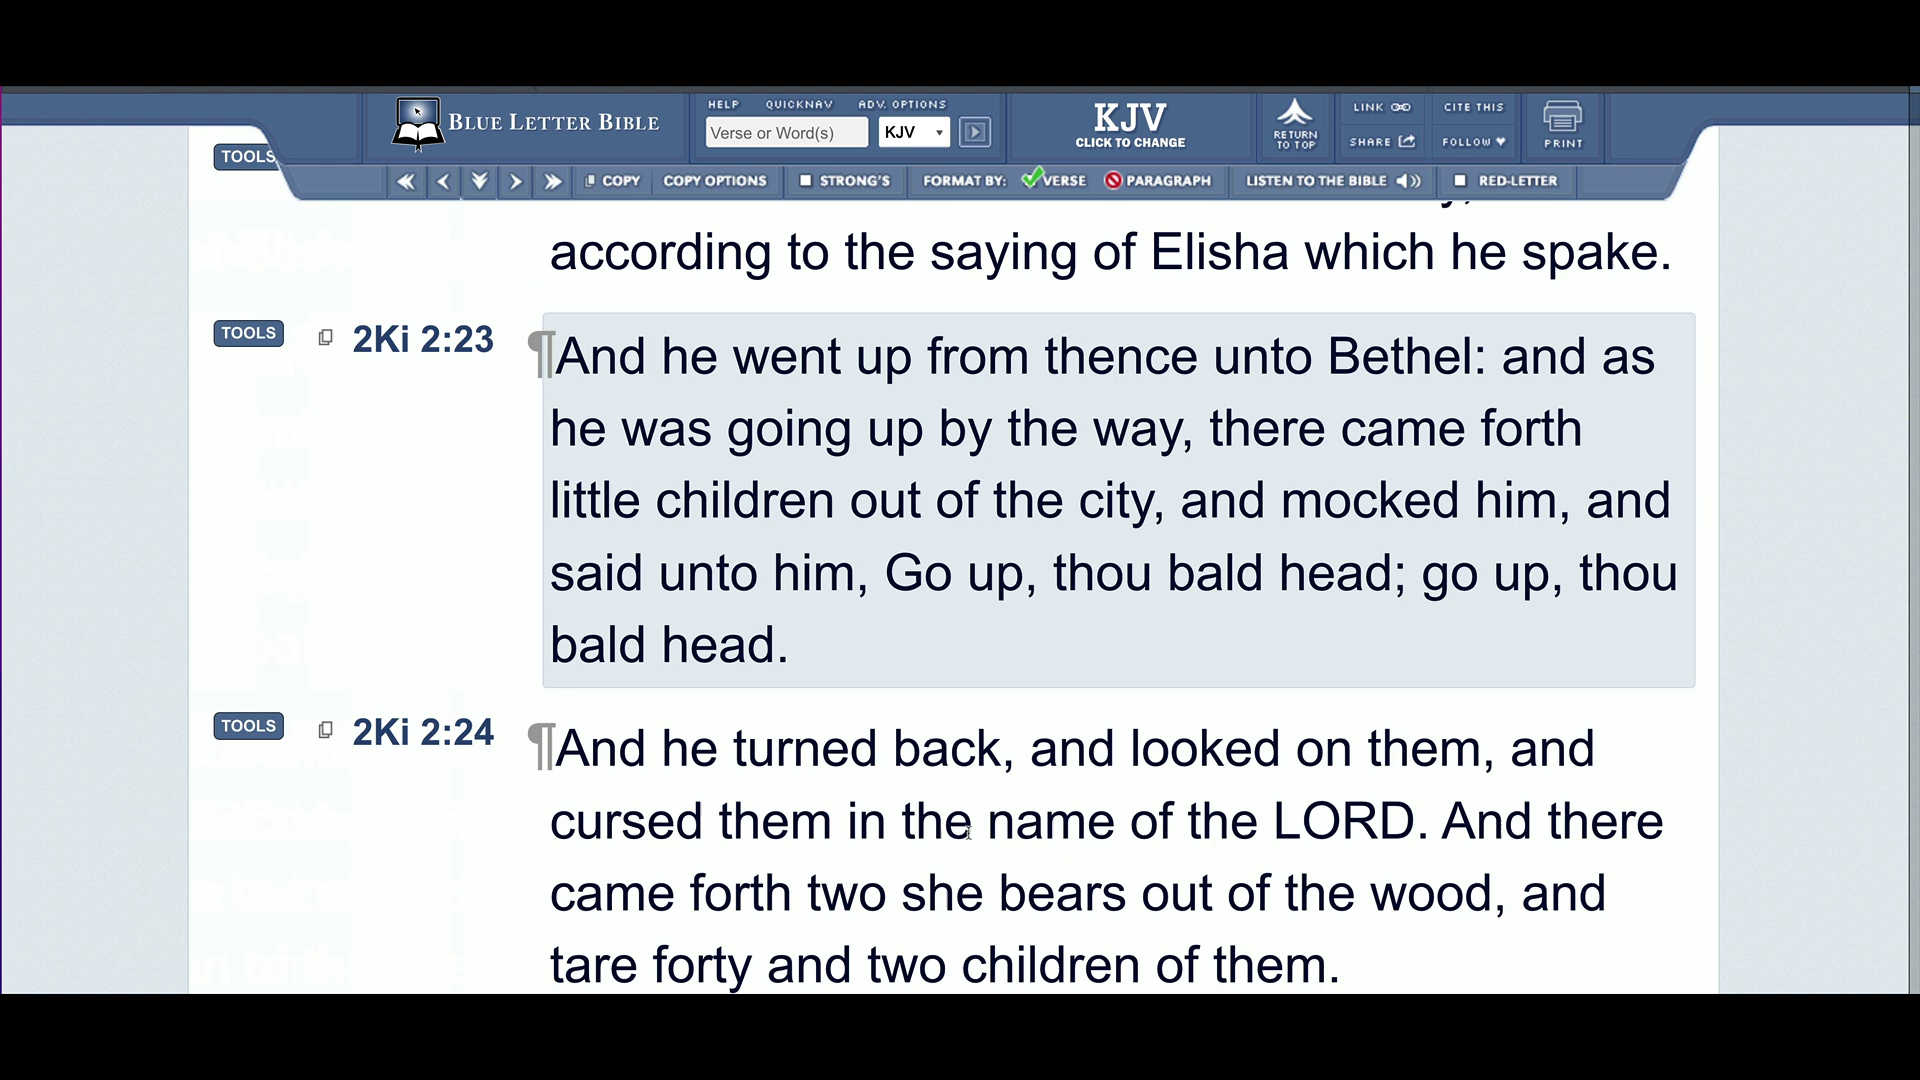 HELP QUICKNAV ADV. OPTIONS
BLUE LETTER BIBLE
Verse or Word(s) KJV
KJV
CLICK TO CHANGE
RETURN
TO TOP
LINK
CITE THIS
SHARE
FOLLOW
PRINT
TOOLS
COPY COPY OPTIONS STRONG'S FORMAT BY: VERSE PARAGRAPH LISTEN TO THE BIBLE RED-LETTER
according to the saying of Elisha which he spake.
TOOLS 2Ki 2:23 ¶And he went up from thence unto Bethel: and as
he was going up by the way, there came forth
little children out of the city, and mocked him, and
said unto him, Go up, thou bald head; go up, thou
bald head.
TOOLS 2Ki 2:24 ¶And he turned back, and looked on them, and
cursed them in the name of the LORD. And there
came forth two she bears out of the wood, and
tare forty and two children of them.